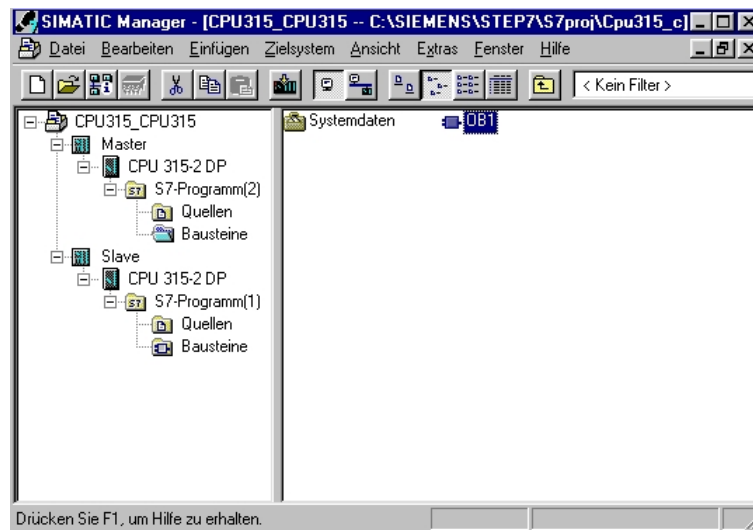 SIMATIC Manager - [CPU315_CPU315 -- C:\SIEMENS\STEP7\S7proj\Cpu315_c]
Datei Bearbeiten Einfügen Zielsystem Ansicht Extras Fenster Hilfe
< Kein Filter >
CPU315_CPU315
Master
CPU 315-2 DP
S7-Programm(2)
Quellen
Bausteine
Slave
CPU 315-2 DP
S7-Programm(1)
Quellen
Bausteine
Systemdaten OB1
Drücken Sie F1, um Hilfe zu erhalten.